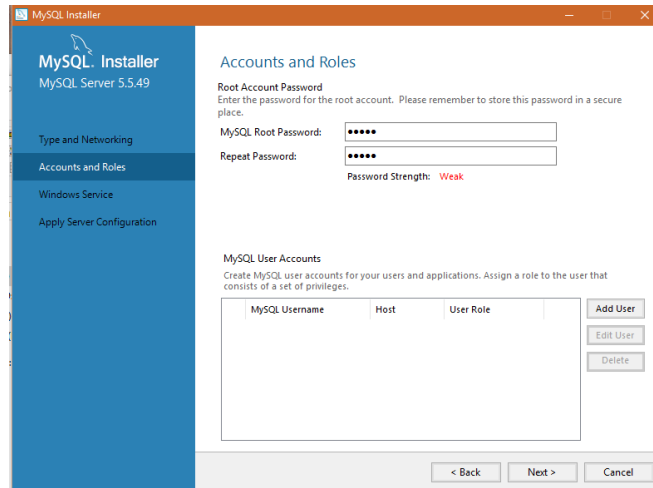 MySQL Installer
MySQL. Installer
MySQL Server 5.5.49
Type and Networking
Accounts and Roles
Windows Service
Apply Server Configuration
Accounts and Roles
Root Account Password
Enter the password for the root account. Please remember to store this password in a secure
place.
MySQL Root Password:
Repeat Password:
Password Strength: Weak
MySQL User Accounts
Create MySQL user accounts for your users and applications. Assign a role to the user that
consists of a set of privileges.
MySQL Username Host User Role
Add User
Edit User
Delete
< Back Next > Cancel